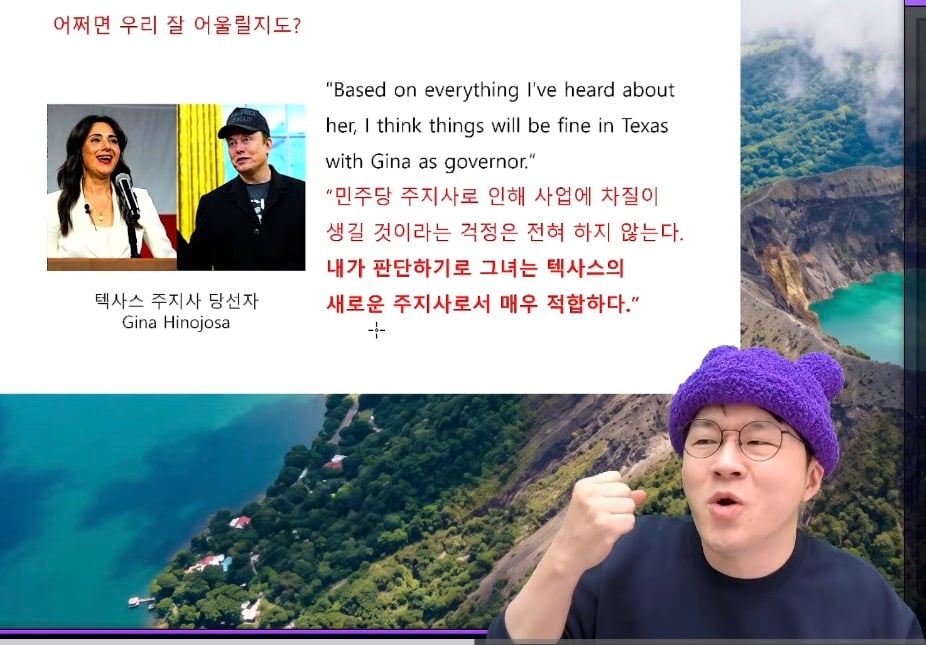 어쩌면 우리 잘 어울릴지도?
"Based on everything I've heard about
her, I think things will be fine in Texas
with Gina as governor.“
“민주당 주지사로 인해 사업에 차질이
생길 것이라는 걱정은 전혀 하지 않는다.
내가 판단하기로 그녀는 텍사스의
새로운 주지사로서 매우 적합하다.”
텍사스 주지사 당선자
Gina Hinojosa